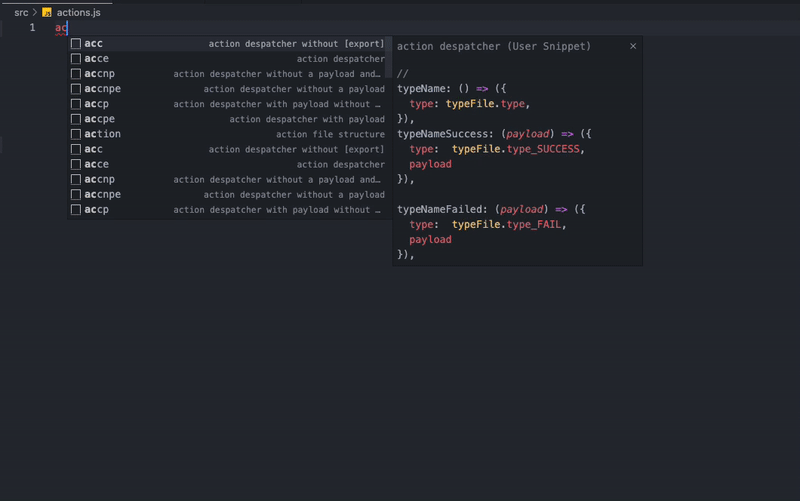 src > JS actions.js
1 ac
acc action despatcher without [export]
acce action despatcher
accnp action despatcher without a payload and…
accnpe action despatcher without a payload
accp action despatcher with payload without …
accpe action despatcher with payload
action action file structure
acc action despatcher without [export]
acce action despatcher
accnp action despatcher without a payload and…
accnpe action despatcher without a payload
accp action despatcher with payload without …
action despatcher (User Snippet) ×
//
typeName: () => ({
type: typeFile.type,
}),
typeNameSuccess: (payload) => ({
type: typeFile.type_SUCCESS,
payload
}),
typeNameFailed: (payload) => ({
type: typeFile.type_FAIL,
payload
}),